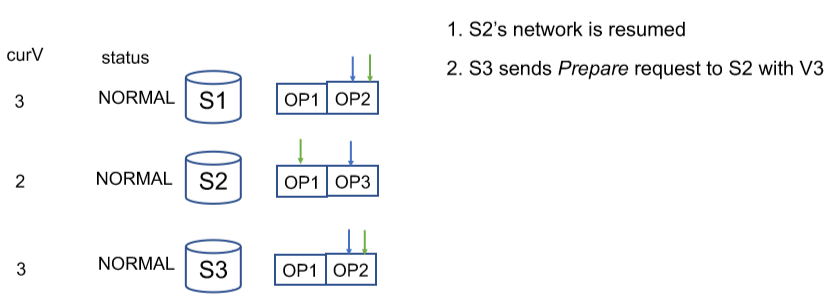 1. S2’s network is resumed
2. S3 sends Prepare request to S2 with V3
curV status
3 NORMAL S1 OP1 OP2
2 NORMAL S2 OP1 OP3
3 NORMAL S3 OP1 OP2